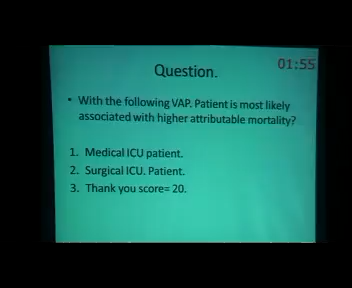 01:55
Question.
• With the following VAP. Patient is most likely
associated with higher attributable mortality?
1. Medical ICU patient.
2. Surgical ICU. Patient.
3. Thank you score= 20.